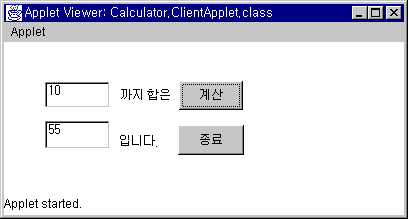 Applet Viewer: Calculator,ClientApplet,class
Applet
10 까지 합은 계산
55 입니다. 종료
Applet started.